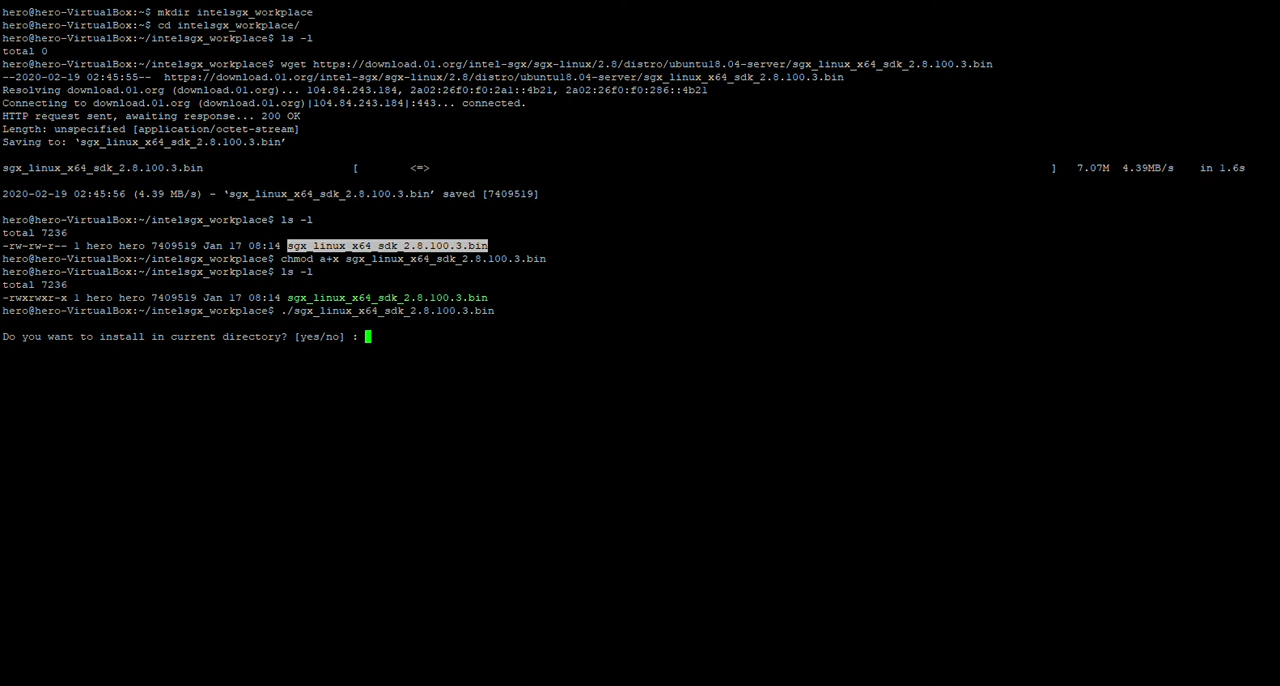 hero@hero-VirtualBox:~$ mkdir intelsgx_workplace
hero@hero-VirtualBox:~$ cd intelsgx_workplace/
hero@hero-VirtualBox:~/intelsgx_workplace$ ls -l
total 0
hero@hero-VirtualBox:~/intelsgx_workplace$ wget https://download.01.org/intel-sgx/sgx-linux/2.8/distro/ubuntu18.04-server/sgx_linux_x64_sdk_2.8.100.3.bin
--2020-02-19 02:45:55--  https://download.01.org/intel-sgx/sgx-linux/2.8/distro/ubuntu18.04-server/sgx_linux_x64_sdk_2.8.100.3.bin
Resolving download.01.org (download.01.org)... 104.84.243.184, 2a02:26f0:f0:2a1::4b21, 2a02:26f0:f0:286::4b21
Connecting to download.01.org (download.01.org)|104.84.243.184|:443... connected.
HTTP request sent, awaiting response... 200 OK
Length: unspecified [application/octet-stream]
Saving to: ‘sgx_linux_x64_sdk_2.8.100.3.bin’
sgx_linux_x64_sdk_2.8.100.3.bin [ <=> ] 7.07M 4.39MB/s in 1.6s
2020-02-19 02:45:56 (4.39 MB/s) - ‘sgx_linux_x64_sdk_2.8.100.3.bin’ saved [7409519]
hero@hero-VirtualBox:~/intelsgx_workplace$ ls -l
total 7236
-rw-rw-r-- 1 hero hero 7409519 Jan 17 08:14 sgx_linux_x64_sdk_2.8.100.3.bin
hero@hero-VirtualBox:~/intelsgx_workplace$ chmod a+x sgx_linux_x64_sdk_2.8.100.3.bin
hero@hero-VirtualBox:~/intelsgx_workplace$ ls -l
total 7236
-rwxrwxr-x 1 hero hero 7409519 Jan 17 08:14 sgx_linux_x64_sdk_2.8.100.3.bin
hero@hero-VirtualBox:~/intelsgx_workplace$ ./sgx_linux_x64_sdk_2.8.100.3.bin
Do you want to install in current directory? [yes/no] :